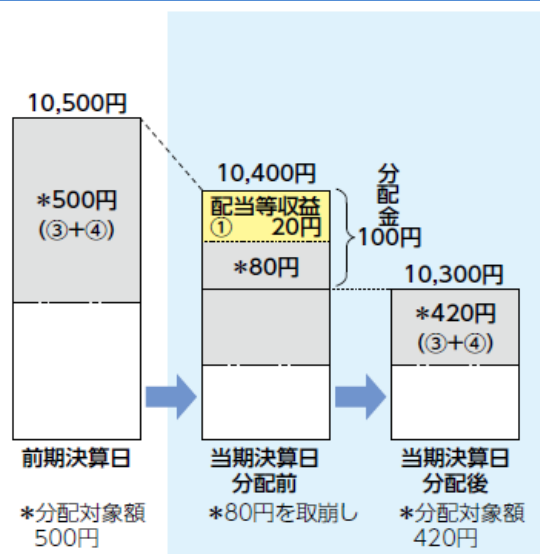 10,500円
*500円
(③+④)
前期決算日
*分配対象額
500円
10,400円
配当等収益
① 20円
*80円
分配金
100円
当期決算日
分配前
*80円を取崩し
10,300円
*420円
(③+④)
当期決算日
分配後
*分配対象額
420円